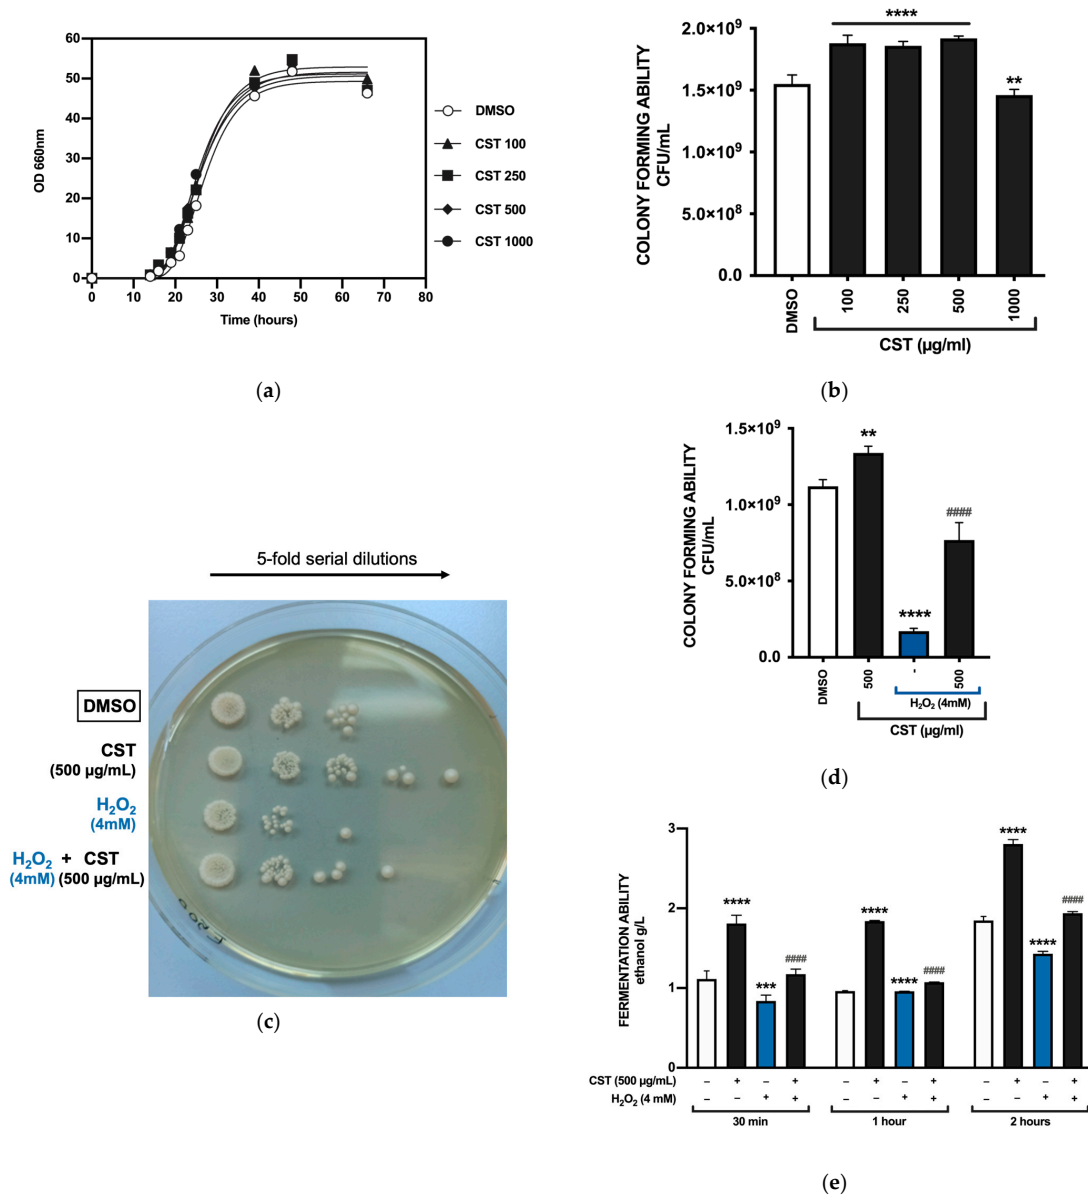 60
50
40
30
20
10
0
OD 660nm
0 10 20 30 40 50 60 70 80
Time (hours)
DMSO
CST 100
CST 250
CST 500
CST 1000
(a)
COLONY FORMING ABILITY
CFU/mL
2.0×10⁹
1.5×10⁹
1.0×10⁹
5.0×10⁸
0.0
****
**
DMSO
100
250
500
1000
CST (µg/ml)
(b)
5-fold serial dilutions
DMSO
CST
(500 µg/mL)
H₂O₂
(4mM)
H₂O₂ + CST
(4mM) (500 µg/mL)
(c)
COLONY FORMING ABILITY
CFU/mL
1.5×10⁹
1.0×10⁹
5.0×10⁸
0.0
**
****
####
DMSO
500
-
500
H₂O₂ (4mM)
CST (µg/ml)
(d)
FERMENTATION ABILITY
ethanol g/L
3
2
1
0
****
***
####
****
****
####
****
****
####
CST (500 µg/mL) – + – + – + – + – + – +
H₂O₂ (4 mM) – – + + – – + + – – + +
30 min
1 hour
2 hours
(e)